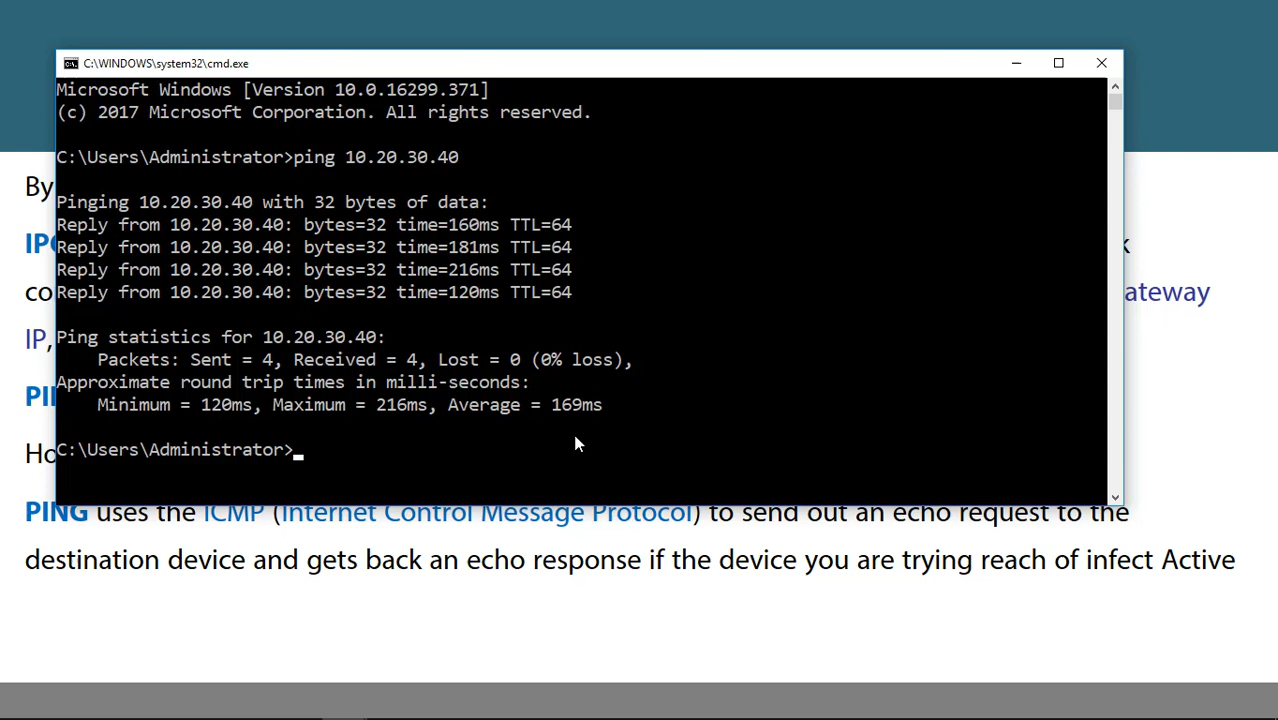 C:\WINDOWS\system32\cmd.exe
Microsoft Windows [Version 10.0.16299.371]
(c) 2017 Microsoft Corporation. All rights reserved.
C:\Users\Administrator>ping 10.20.30.40
Pinging 10.20.30.40 with 32 bytes of data:
Reply from 10.20.30.40: bytes=32 time=160ms TTL=64
Reply from 10.20.30.40: bytes=32 time=181ms TTL=64
Reply from 10.20.30.40: bytes=32 time=216ms TTL=64
Reply from 10.20.30.40: bytes=32 time=120ms TTL=64
Ping statistics for 10.20.30.40:
Packets: Sent = 4, Received = 4, Lost = 0 (0% loss),
Approximate round trip times in milli-seconds:
Minimum = 120ms, Maximum = 216ms, Average = 169ms
C:\Users\Administrator>
By
IP,
PING uses the ICMP (Internet Control Message Protocol) to send out an echo request to the
destination device and gets back an echo response if the device you are trying reach of infect Active